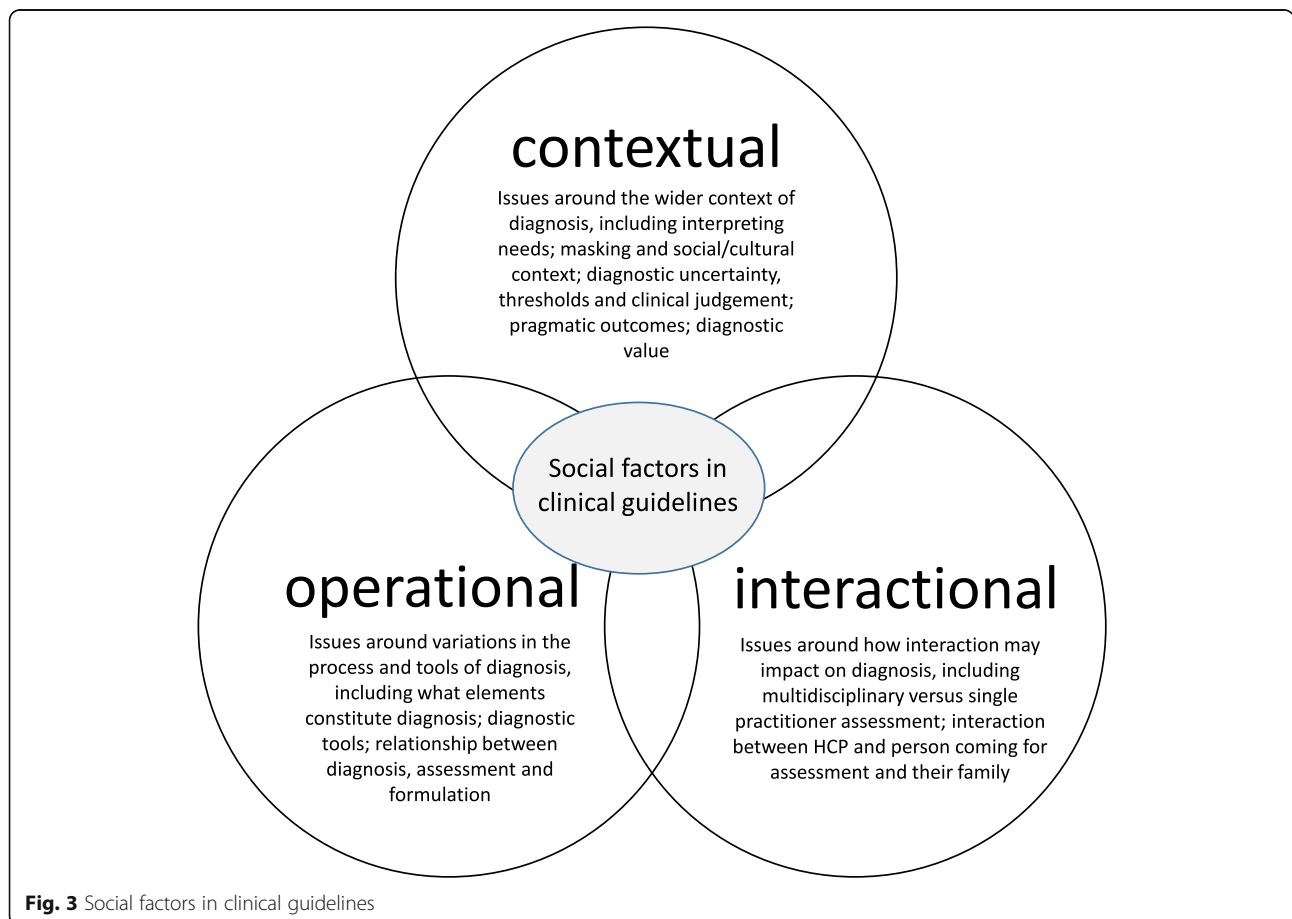 contextual
Issues around the wider context of
diagnosis, including interpreting
needs; masking and social/cultural
context; diagnostic uncertainty,
thresholds and clinical judgement;
pragmatic outcomes; diagnostic
value
Social factors in
clinical guidelines
operational
Issues around variations in the
process and tools of diagnosis,
including what elements
constitute diagnosis; diagnostic
tools; relationship between
diagnosis, assessment and
formulation
interactional
Issues around how interaction may
impact on diagnosis, including
multidisciplinary versus single
practitioner assessment; interaction
between HCP and person coming for
assessment and their family
Fig. 3 Social factors in clinical guidelines